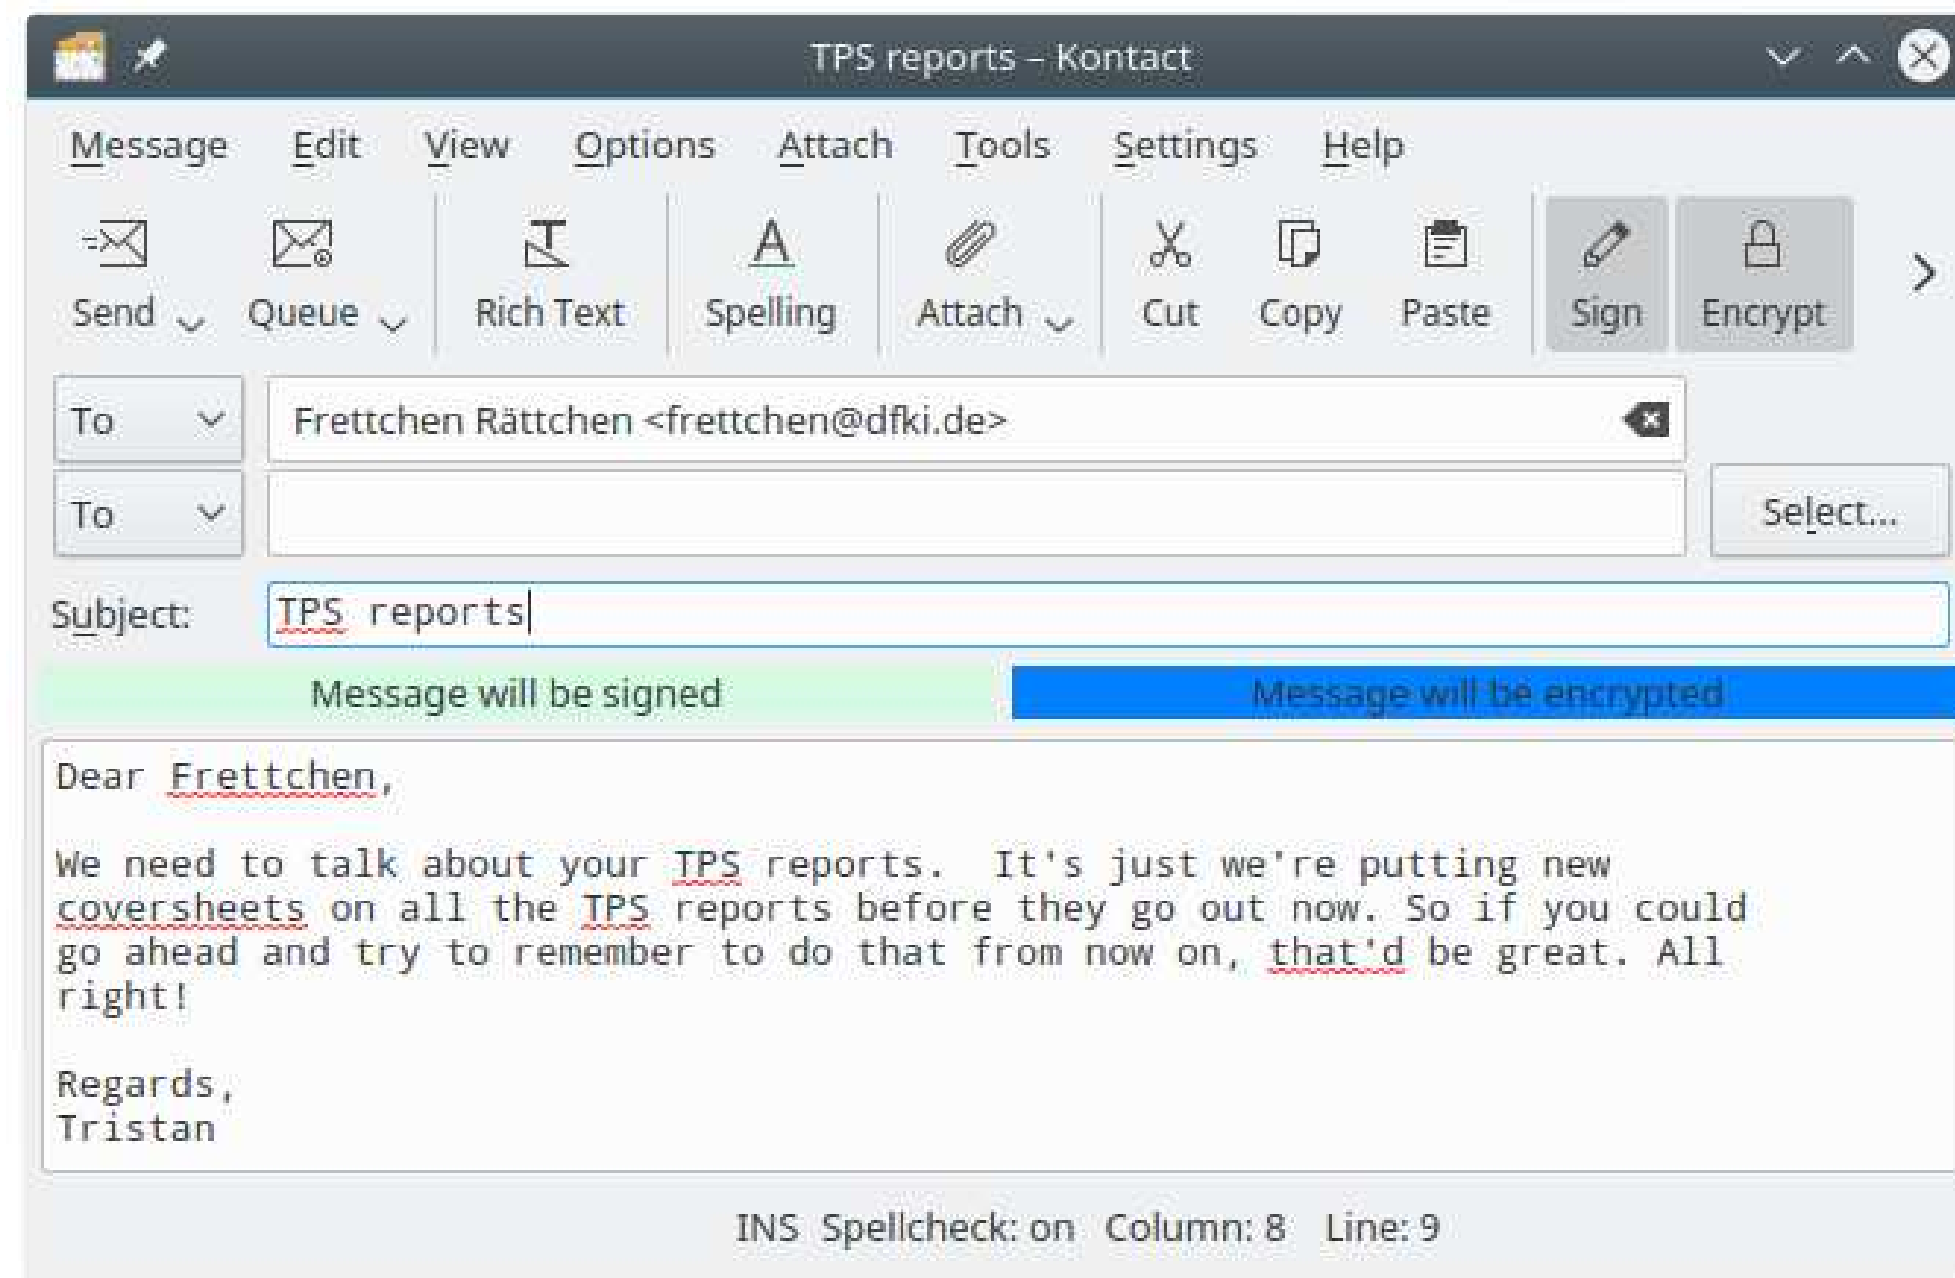 TPS reports – Kontact
Message Edit View Options Attach Tools Settings Help
Send Queue Rich Text Spelling Attach Cut Copy Paste Sign Encrypt
To Frettchen Rättchen <frettchen@dfki.de>
To Select...
Subject: TPS reports
Message will be signed Message will be encrypted
Dear Frettchen,
We need to talk about your TPS reports.  It's just we're putting new
coversheets on all the TPS reports before they go out now. So if you could
go ahead and try to remember to do that from now on, that'd be great. All
right!
Regards,
Tristan
INS Spellcheck: on Column: 8 Line: 9